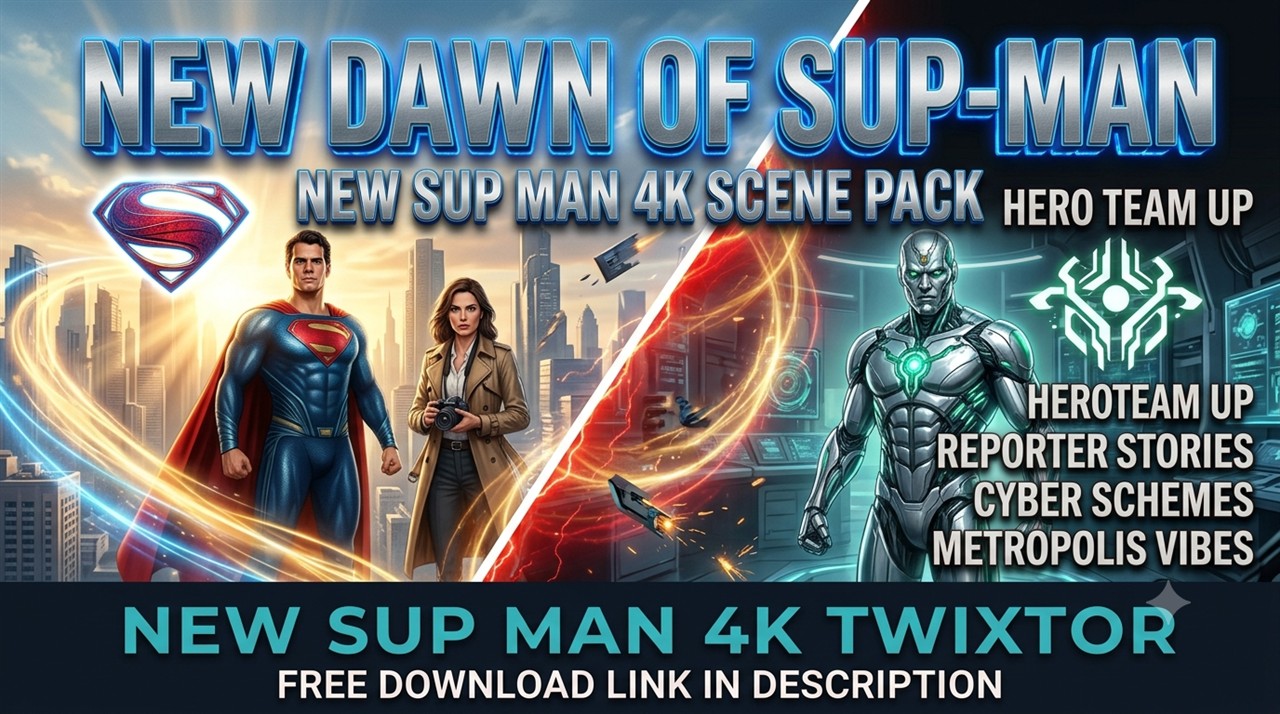 NEW DAWN OF SUP-MAN
NEW SUP MAN 4K SCENE PACK
HERO TEAM UP
HEROTEAM UP
REPORTER STORIES
CYBER SCHEMES
METROPOLIS VIBES
NEW SUP MAN 4K TWIXTOR
FREE DOWNLOAD LINK IN DESCRIPTION